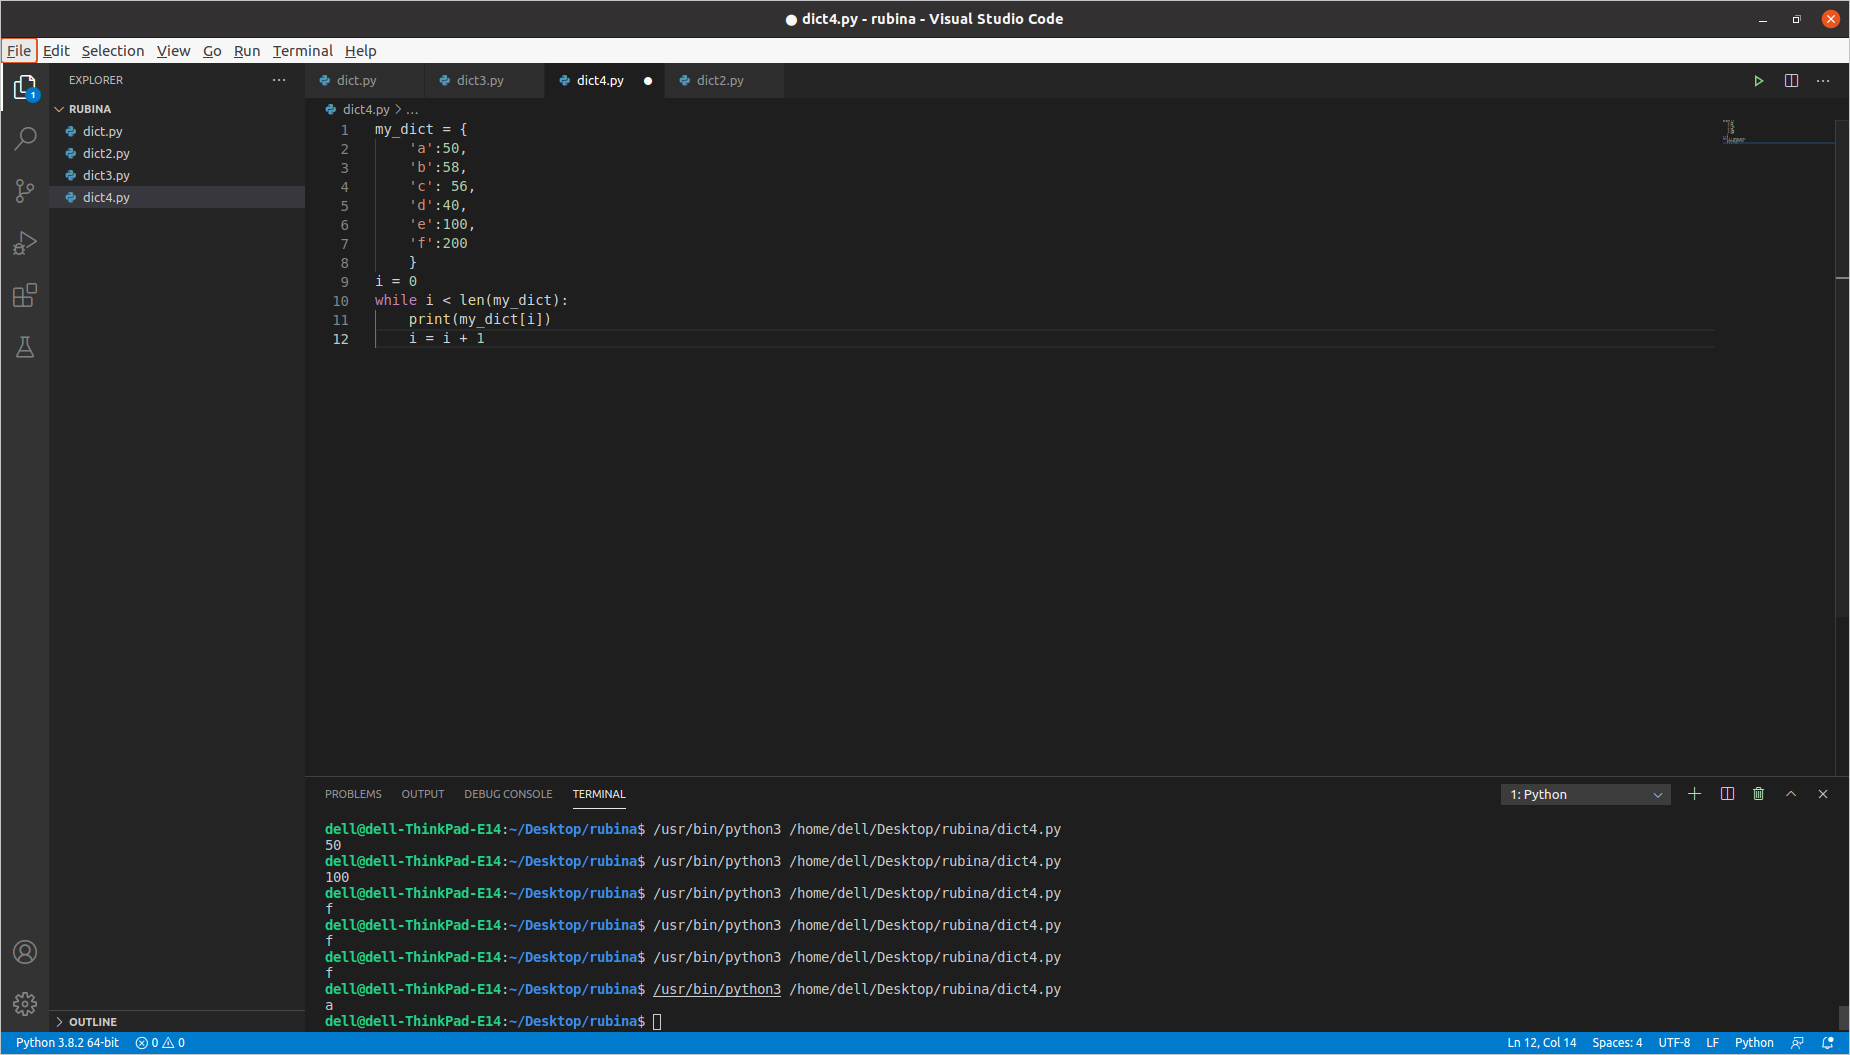 dict4.py - rubina - Visual Studio Code
File Edit Selection View Go Run Terminal Help
EXPLORER
dict.py dict3.py dict4.py dict2.py
1
RUBINA
dict.py
dict2.py
dict3.py
dict4.py
OUTLINE
dict4.py > ...
1 my_dict = {
2 'a':50,
3 'b':58,
4 'c': 56,
5 'd':40,
6 'e':100,
7 'f':200
8 }
9 i = 0
10 while i < len(my_dict):
11 print(my_dict[i])
12 i = i + 1
PROBLEMS OUTPUT DEBUG CONSOLE TERMINAL 1: Python
dell@dell-ThinkPad-E14:~/Desktop/rubina$ /usr/bin/python3 /home/dell/Desktop/rubina/dict4.py
50
dell@dell-ThinkPad-E14:~/Desktop/rubina$ /usr/bin/python3 /home/dell/Desktop/rubina/dict4.py
100
dell@dell-ThinkPad-E14:~/Desktop/rubina$ /usr/bin/python3 /home/dell/Desktop/rubina/dict4.py
f
dell@dell-ThinkPad-E14:~/Desktop/rubina$ /usr/bin/python3 /home/dell/Desktop/rubina/dict4.py
f
dell@dell-ThinkPad-E14:~/Desktop/rubina$ /usr/bin/python3 /home/dell/Desktop/rubina/dict4.py
f
dell@dell-ThinkPad-E14:~/Desktop/rubina$ /usr/bin/python3 /home/dell/Desktop/rubina/dict4.py
a
dell@dell-ThinkPad-E14:~/Desktop/rubina$
Python 3.8.2 64-bit 0 0 Ln 12, Col 14 Spaces: 4 UTF-8 LF Python